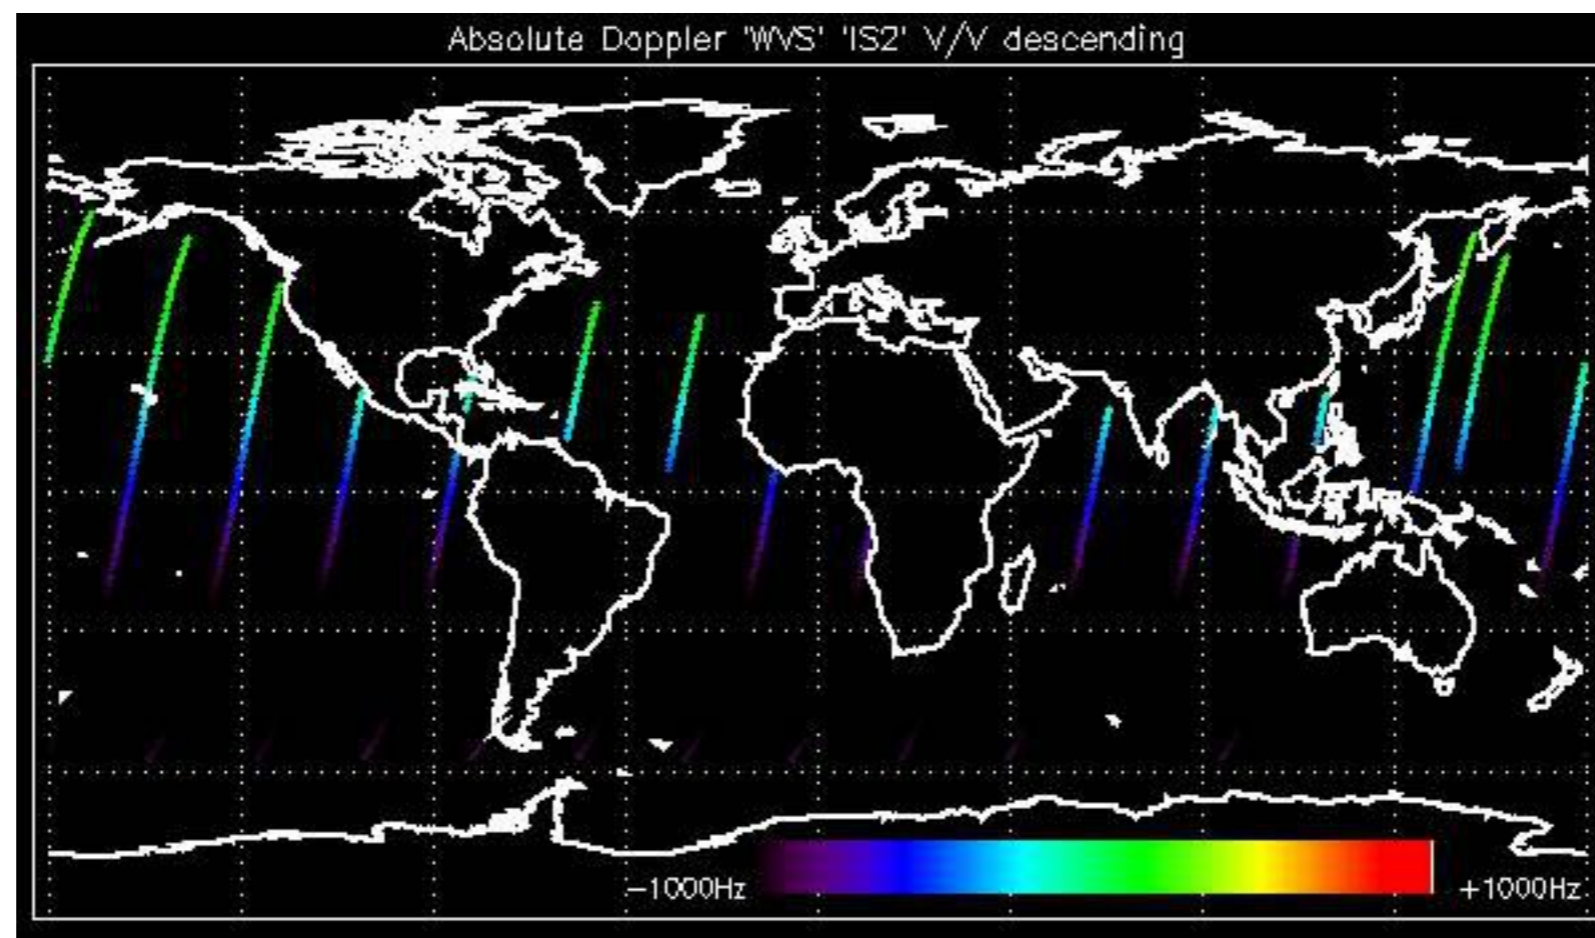 Absolute Doppler 'WVS' 'IS2' V/V descending
−1000Hz +1000Hz